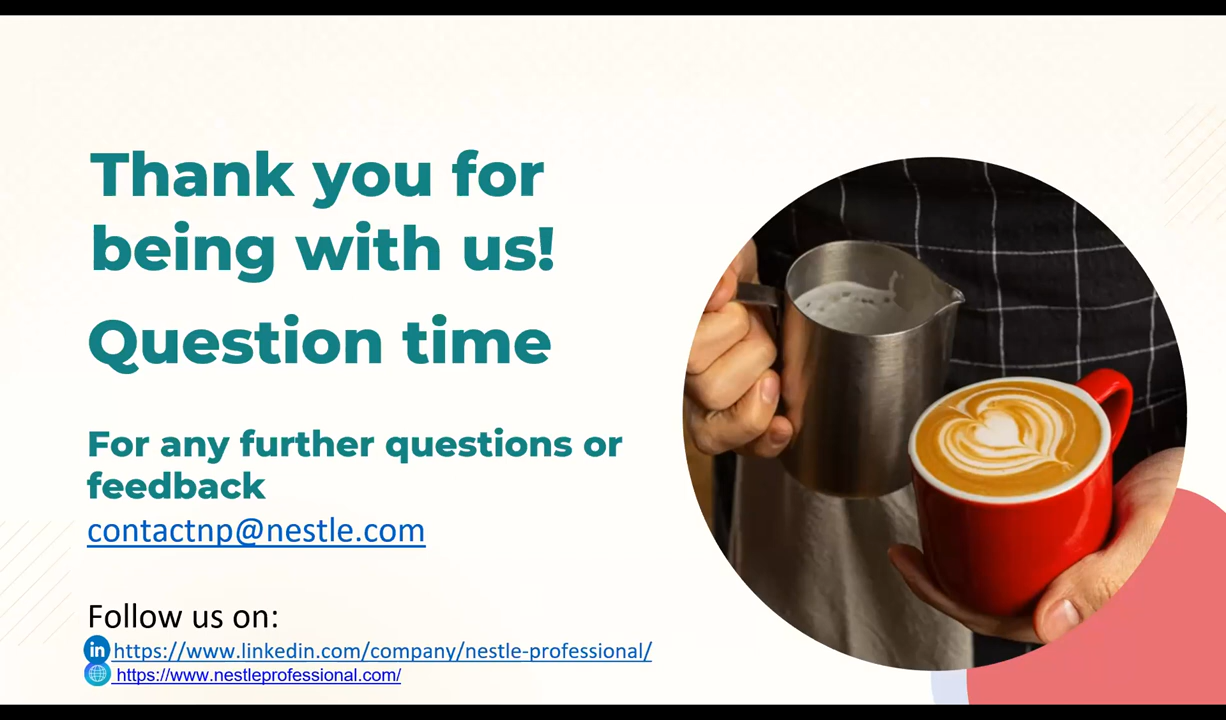 Thank you for
being with us!
Question time
For any further questions or
feedback
contactnp@nestle.com
Follow us on:
in https://www.linkedin.com/company/nestle-professional/
https://www.nestleprofessional.com/